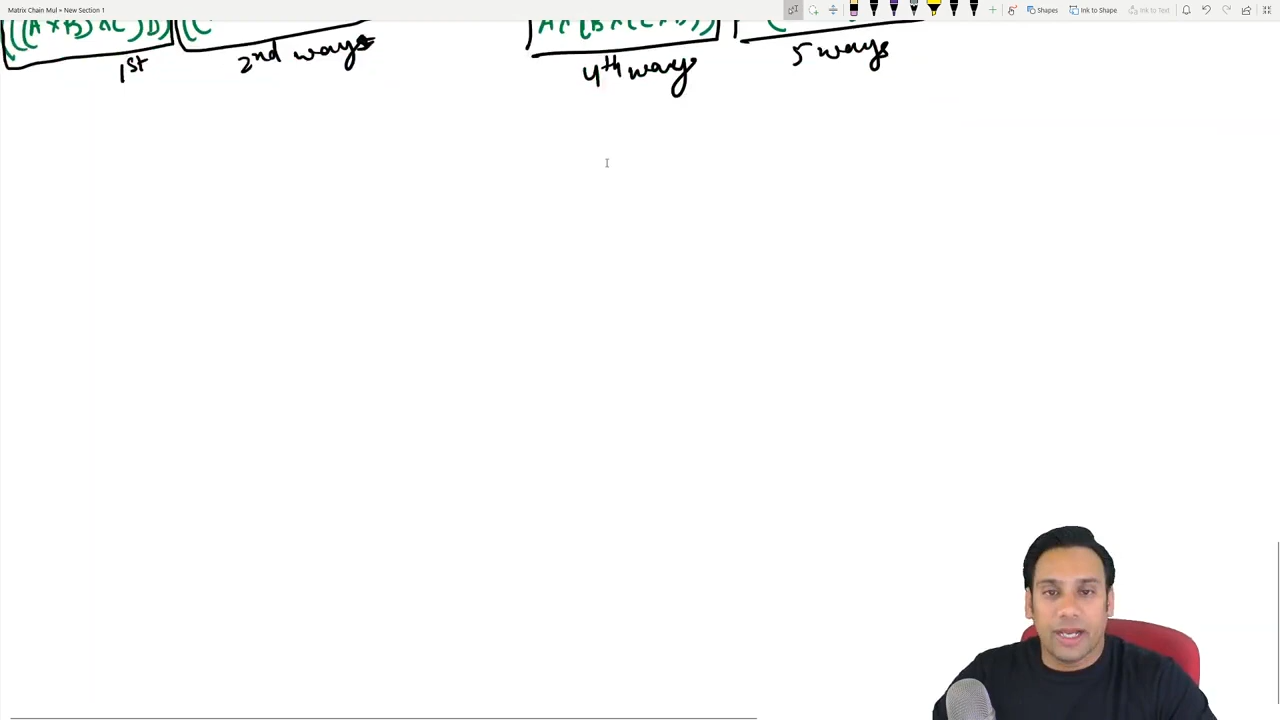 Matrix Chain Mul » New Section 1
Shapes
Ink to Shape
Ink to Text
((A×B)×C)D)
((
A×(B×(C×D))
(
1st
2nd ways
4th ways
5 ways